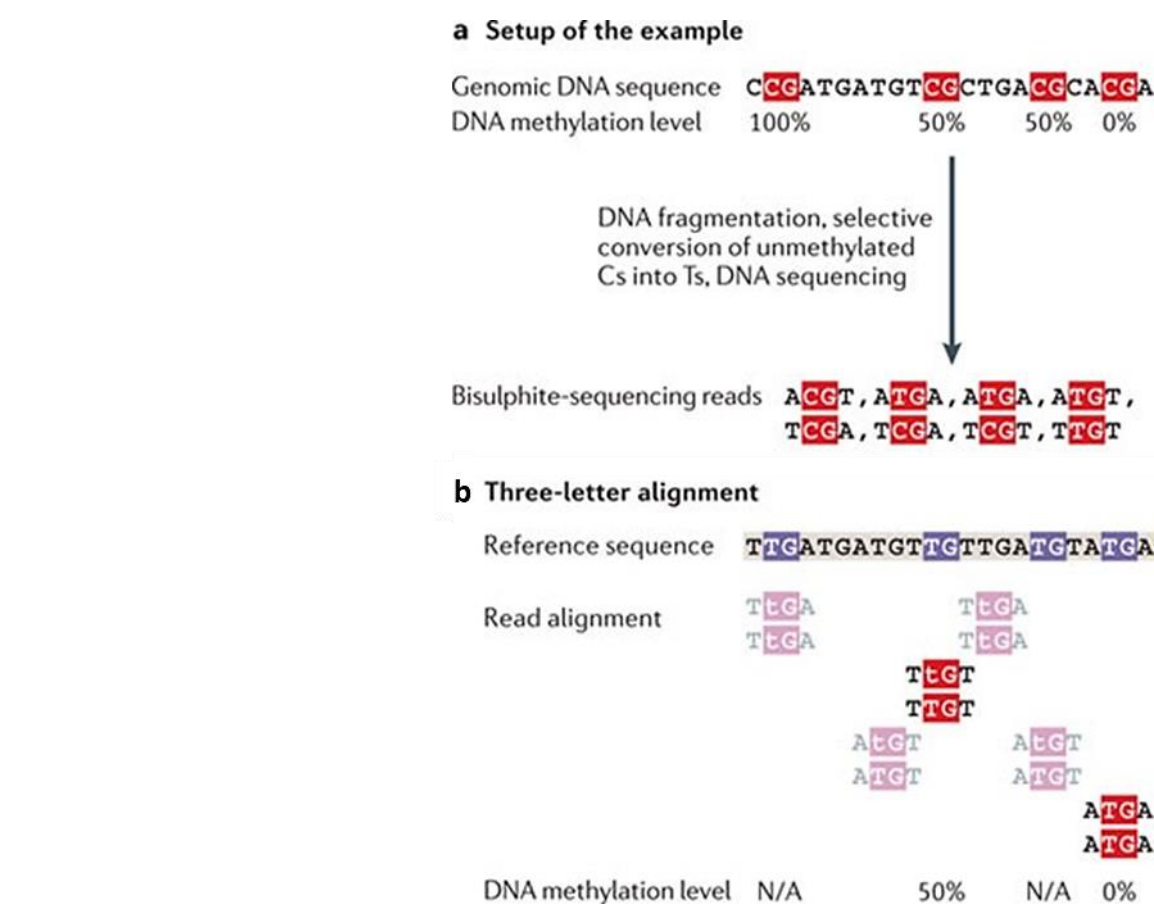 a Setup of the example
Genomic DNA sequence CCGATGATGTCGCTGACGCACGA
DNA methylation level 100% 50% 50% 0%
DNA fragmentation, selective
conversion of unmethylated
Cs into Ts, DNA sequencing
Bisulphite-sequencing reads ACGT, ATGA, ATGA, ATGT,
TCGA, TCGA, TCGT, TTGT
b Three-letter alignment
Reference sequence TTGATGATGTTGTTGATGTATGA
Read alignment
TtGA TtGA
TtGA TtGA
TtGT
TTGT
AtGT AtGT
ATGT ATGT
ATGA
ATGA
DNA methylation level N/A 50% N/A 0%